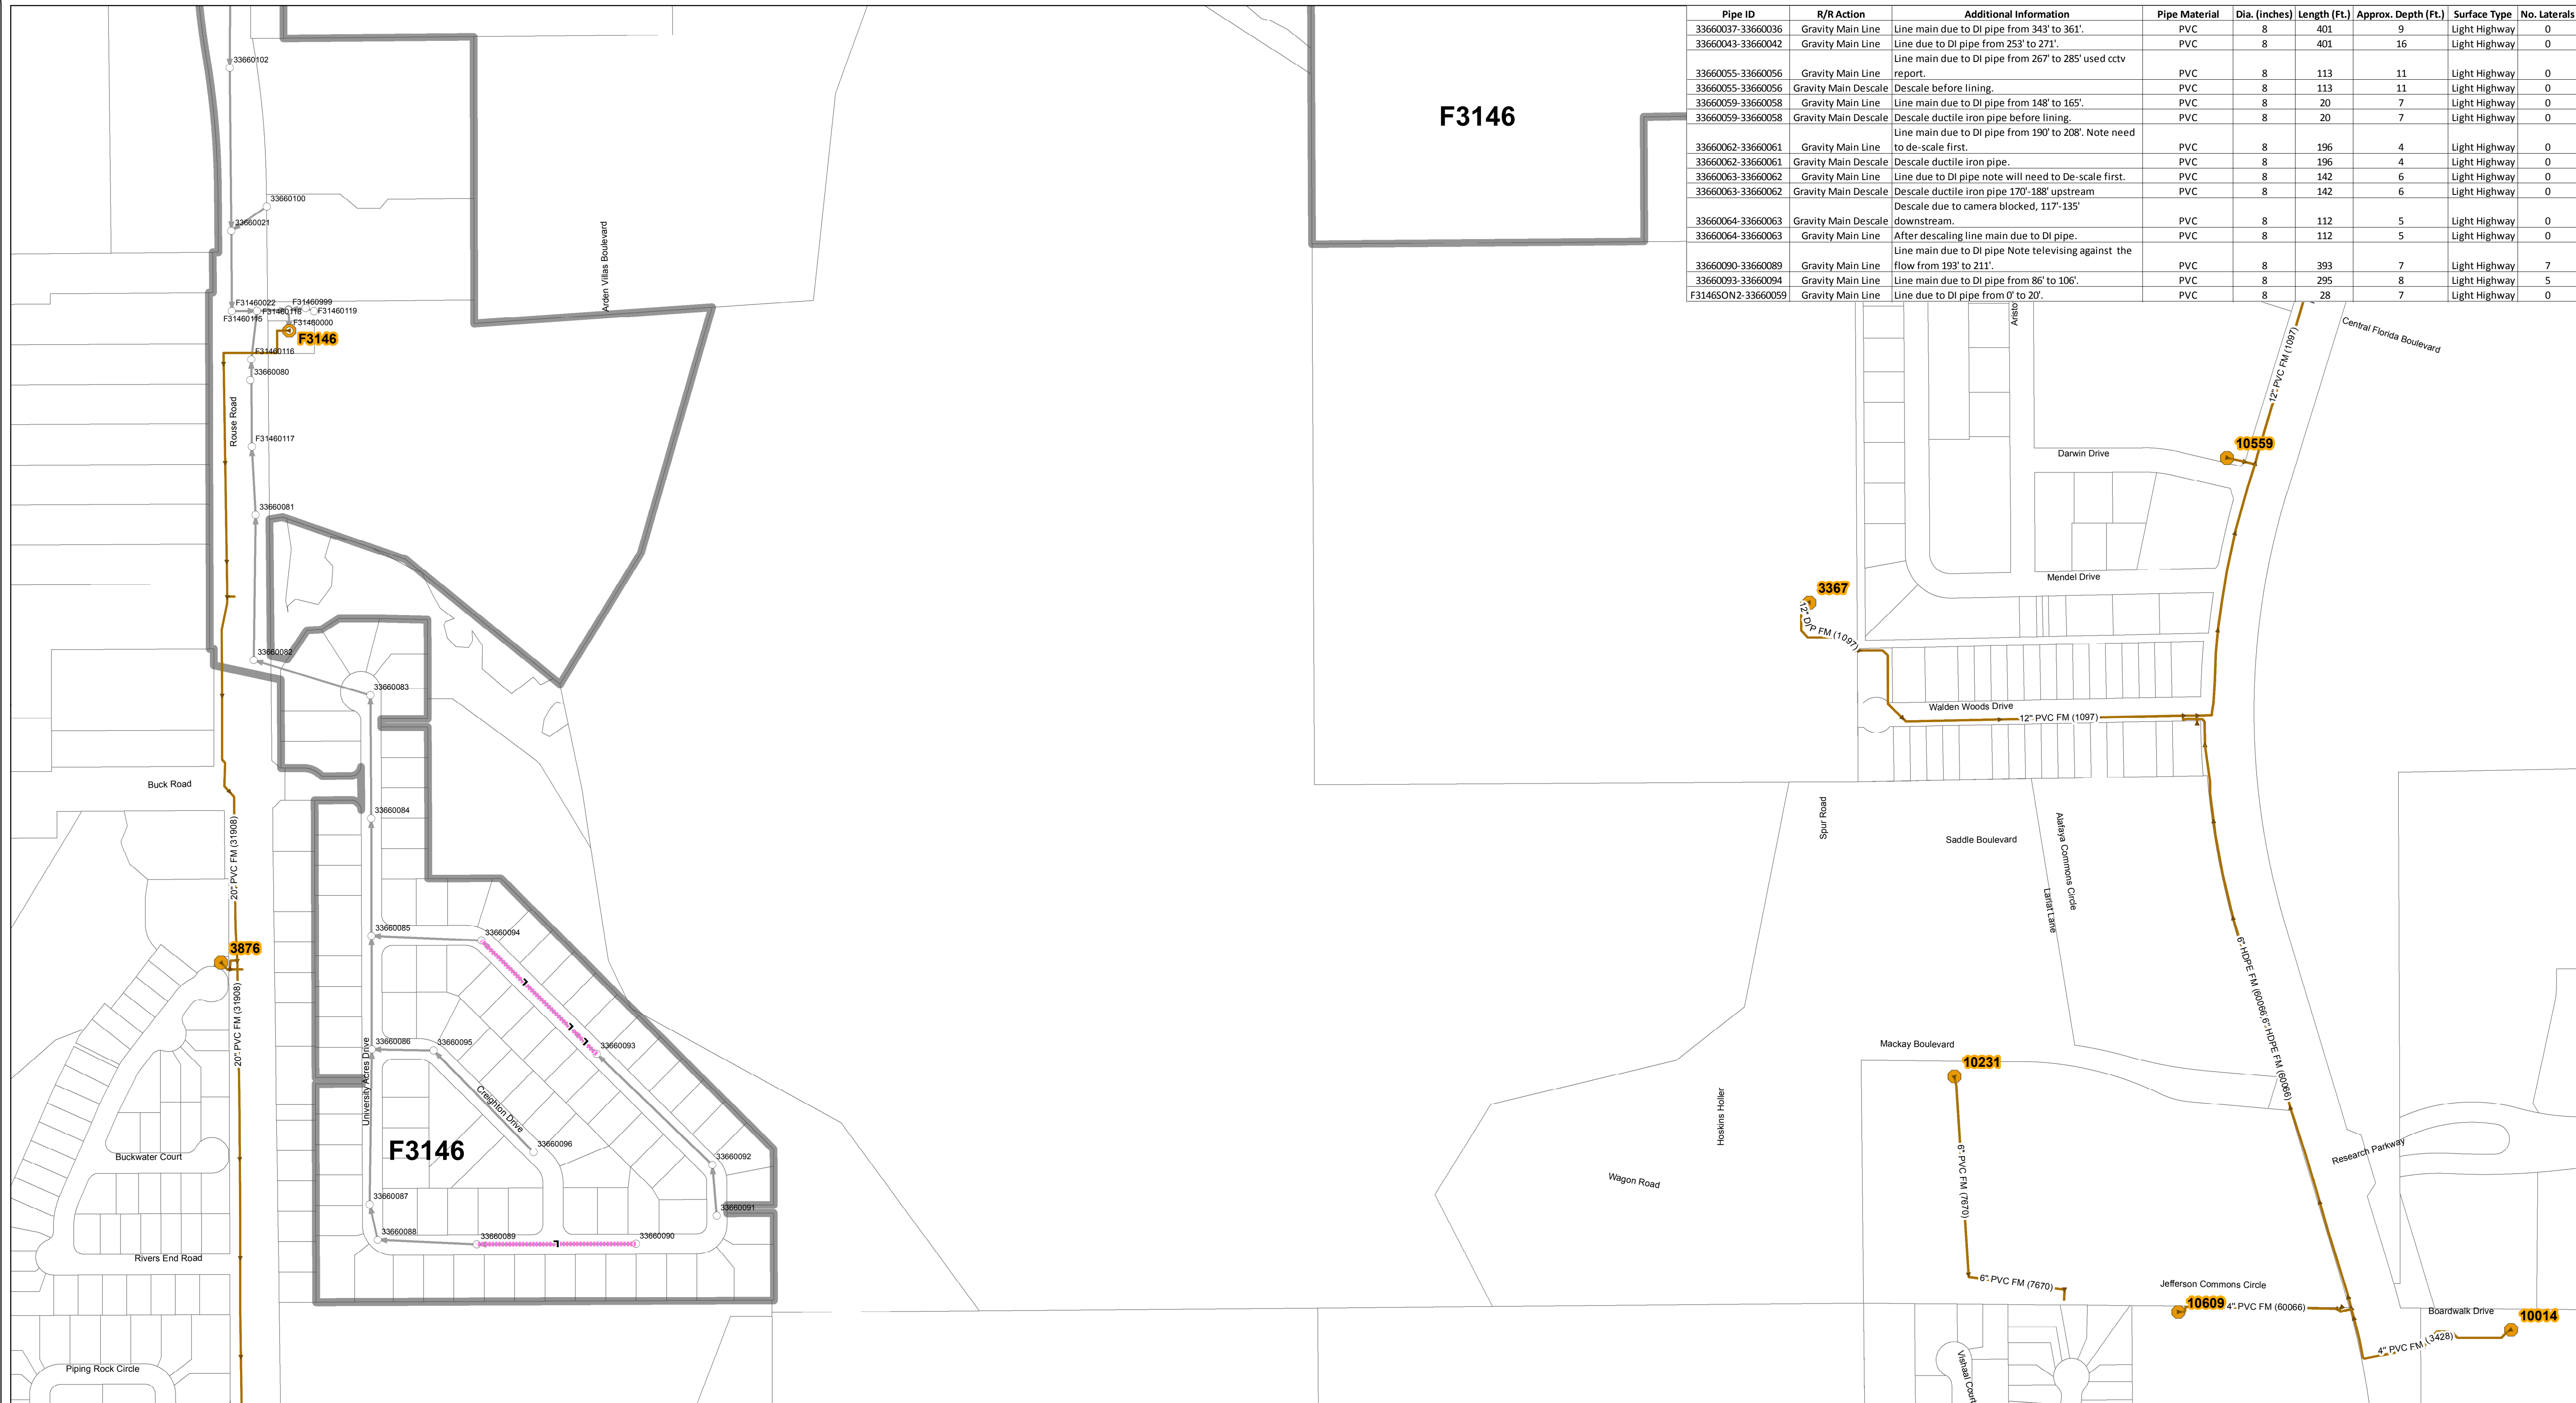 Pipe ID R/R Action Additional Information Pipe Material Dia. (inches) Length (Ft.) Approx. Depth (Ft.) Surface Type No. Laterals
33660037-33660036 Gravity Main Line Line main due to DI pipe from 343' to 361'. PVC 8 401 9 Light Highway 0
33660043-33660042 Gravity Main Line Line due to DI pipe from 253' to 271'. PVC 8 401 16 Light Highway 0
Line main due to DI pipe from 267' to 285' used cctv
33660055-33660056 Gravity Main Line report. PVC 8 113 11 Light Highway 0
33660055-33660056 Gravity Main Descale Descale before lining. PVC 8 113 11 Light Highway 0
33660059-33660058 Gravity Main Line Line main due to DI pipe from 148' to 165'. PVC 8 20 7 Light Highway 0
33660059-33660058 Gravity Main Descale Descale ductile iron pipe before lining. PVC 8 20 7 Light Highway 0
Line main due to DI pipe from 190' to 208'. Note need
33660062-33660061 Gravity Main Line to de-scale first. PVC 8 196 4 Light Highway 0
33660062-33660061 Gravity Main Descale Descale ductile iron pipe. PVC 8 196 4 Light Highway 0
33660063-33660062 Gravity Main Line Line due to DI pipe note will need to De-scale first. PVC 8 142 6 Light Highway 0
33660063-33660062 Gravity Main Descale Descale ductile iron pipe 170'-188' upstream PVC 8 142 6 Light Highway 0
Descale due to camera blocked, 117'-135'
33660064-33660063 Gravity Main Descale downstream. PVC 8 112 5 Light Highway 0
33660064-33660063 Gravity Main Line After descaling line main due to DI pipe. PVC 8 112 5 Light Highway 0
Line main due to DI pipe Note televising against the
33660090-33660089 Gravity Main Line flow from 193' to 211'. PVC 8 393 7 Light Highway 7
33660093-33660094 Gravity Main Line Line main due to DI pipe from 86' to 106'. PVC 8 295 8 Light Highway 5
F3146SON2-33660059 Gravity Main Line Line due to DI pipe from 0' to 20'. PVC 8 28 7 Light Highway 0
33660102
F3146
33660100
33660021
Arden Villas Boulevard
F31460022
F31460999
F31460115
F31460118
F31460119
F31460000
F3146
F31460116
33660080
Rouse Road
F31460117
33660081
33660082
33660083
Buck Road
33660084
20" PVC FM (31908)
33660085
33660094
3876
20" PVC FM (31908)
33660086
33660095
33660093
University Acres Drive
Creighton Drive
F3146
33660096
33660092
Buckwater Court
33660087
33660091
33660088
33660089
33660090
Rivers End Road
Piping Rock Circle
Aristo
Central Florida Boulevard
12" PVC FM (1097)
10559
Darwin Drive
Mendel Drive
3367
12" DIP FM (1097)
Walden Woods Drive
12" PVC FM (1097)
Spur Road
Saddle Boulevard
Alafaya Commons Circle
Lariat Lane
6" HDPE FM (60066)
6" HDPE FM (60066)
Mackay Boulevard
10231
Hoskins Holler
Research Parkway
Wagon Road
6" PVC FM (7670)
6" PVC FM (7670)
Jefferson Commons Circle
10609
4" PVC FM (60066)
Boardwalk Drive
10014
4" PVC FM (3428)
Vishaal Court